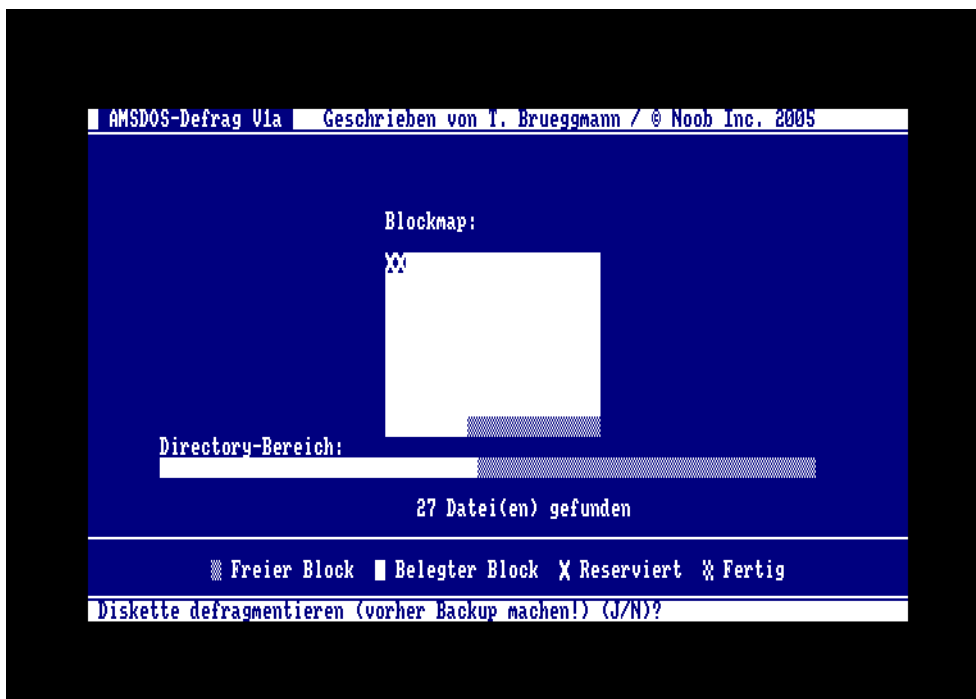 AMSDOS-Defrag V1a Geschrieben von T. Brueggmann / © Noob Inc. 2005
Blockmap:
XX
Directory-Bereich:
27 Datei(en) gefunden
Freier Block Belegter Block X Reserviert Fertig
Diskette defragmentieren (vorher Backup machen!) (J/N)?